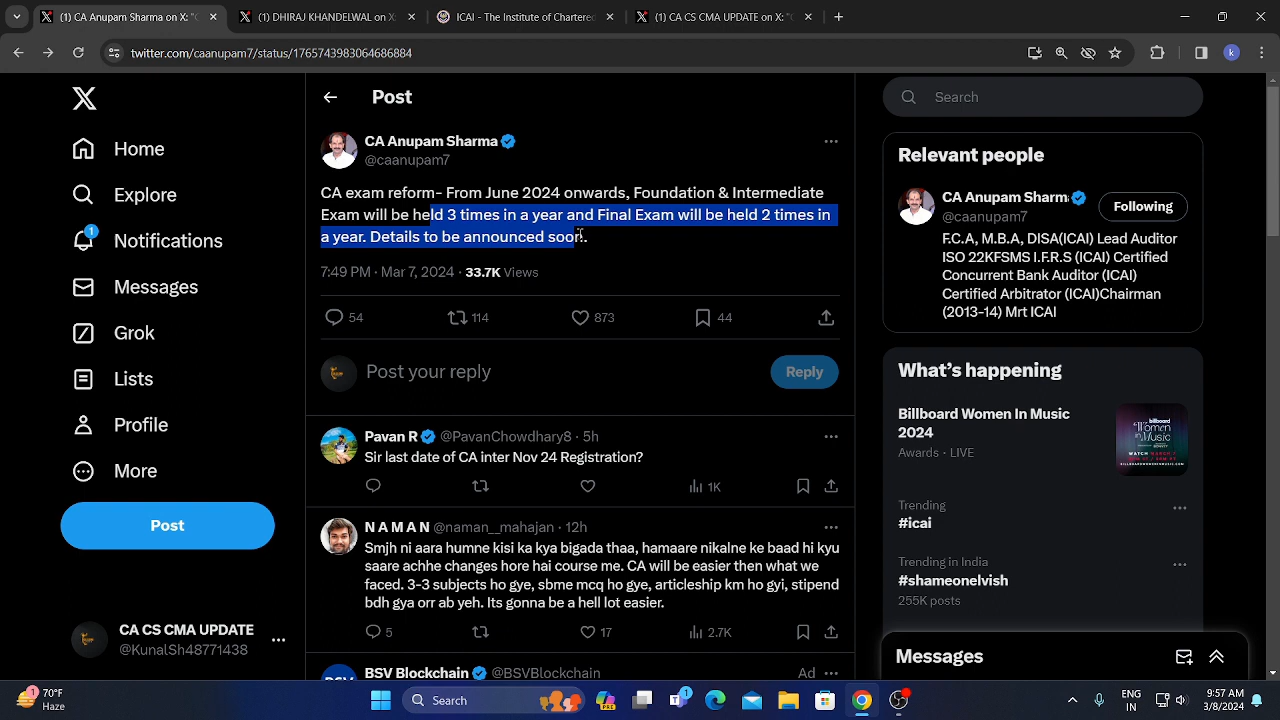 (1) CA Anupam Sharma on X: "C
(1) DHIRAJ KHANDELWAL on X
ICAI - The Institute of Chartere
(1) CA CS CMA UPDATE on X: "C
twitter.com/caanupam7/status/1765743983064686884
k
Home
Explore
1
Notifications
Messages
Grok
Lists
Profile
More
Post
CA CS CMA UPDATE
@KunalSh48771438
Post
CA Anupam Sharma
@caanupam7
CA exam reform- From June 2024 onwards, Foundation & Intermediate
Exam will be held 3 times in a year and Final Exam will be held 2 times in
a year. Details to be announced soon.
7:49 PM · Mar 7, 2024 · 33.7K Views
54 114 873 44
Post your reply
Reply
Pavan R @PavanChowdhary8 · 5h
Sir last date of CA inter Nov 24 Registration?
1K
N A M A N @naman__mahajan · 12h
Smjh ni aara humne kisi ka kya bigada thaa, hamaare nikalne ke baad hi kyu
saare achhe changes hore hai course me. CA will be easier then what we
faced. 3-3 subjects ho gye, sbme mcq ho gye, articleship km ho gyi, stipend
bdh gya orr ab yeh. Its gonna be a hell lot easier.
5 17 2.7K
BSV Blockchain @BSVBlockchain Ad
Search
Relevant people
CA Anupam Sharma
@caanupam7
Following
F.C.A, M.B.A, DISA(ICAI) Lead Auditor
ISO 22KFSMS I.F.R.S (ICAI) Certified
Concurrent Bank Auditor (ICAI)
Certified Arbitrator (ICAI)Chairman
(2013-14) Mrt ICAI
What's happening
Billboard Women In Music
2024
Awards · LIVE
Trending
#icai
Trending in India
#shameonelvish
255K posts
Messages
1
70°F
Haze
Search
PRE
1
ENG
IN
9:57 AM
3/8/2024